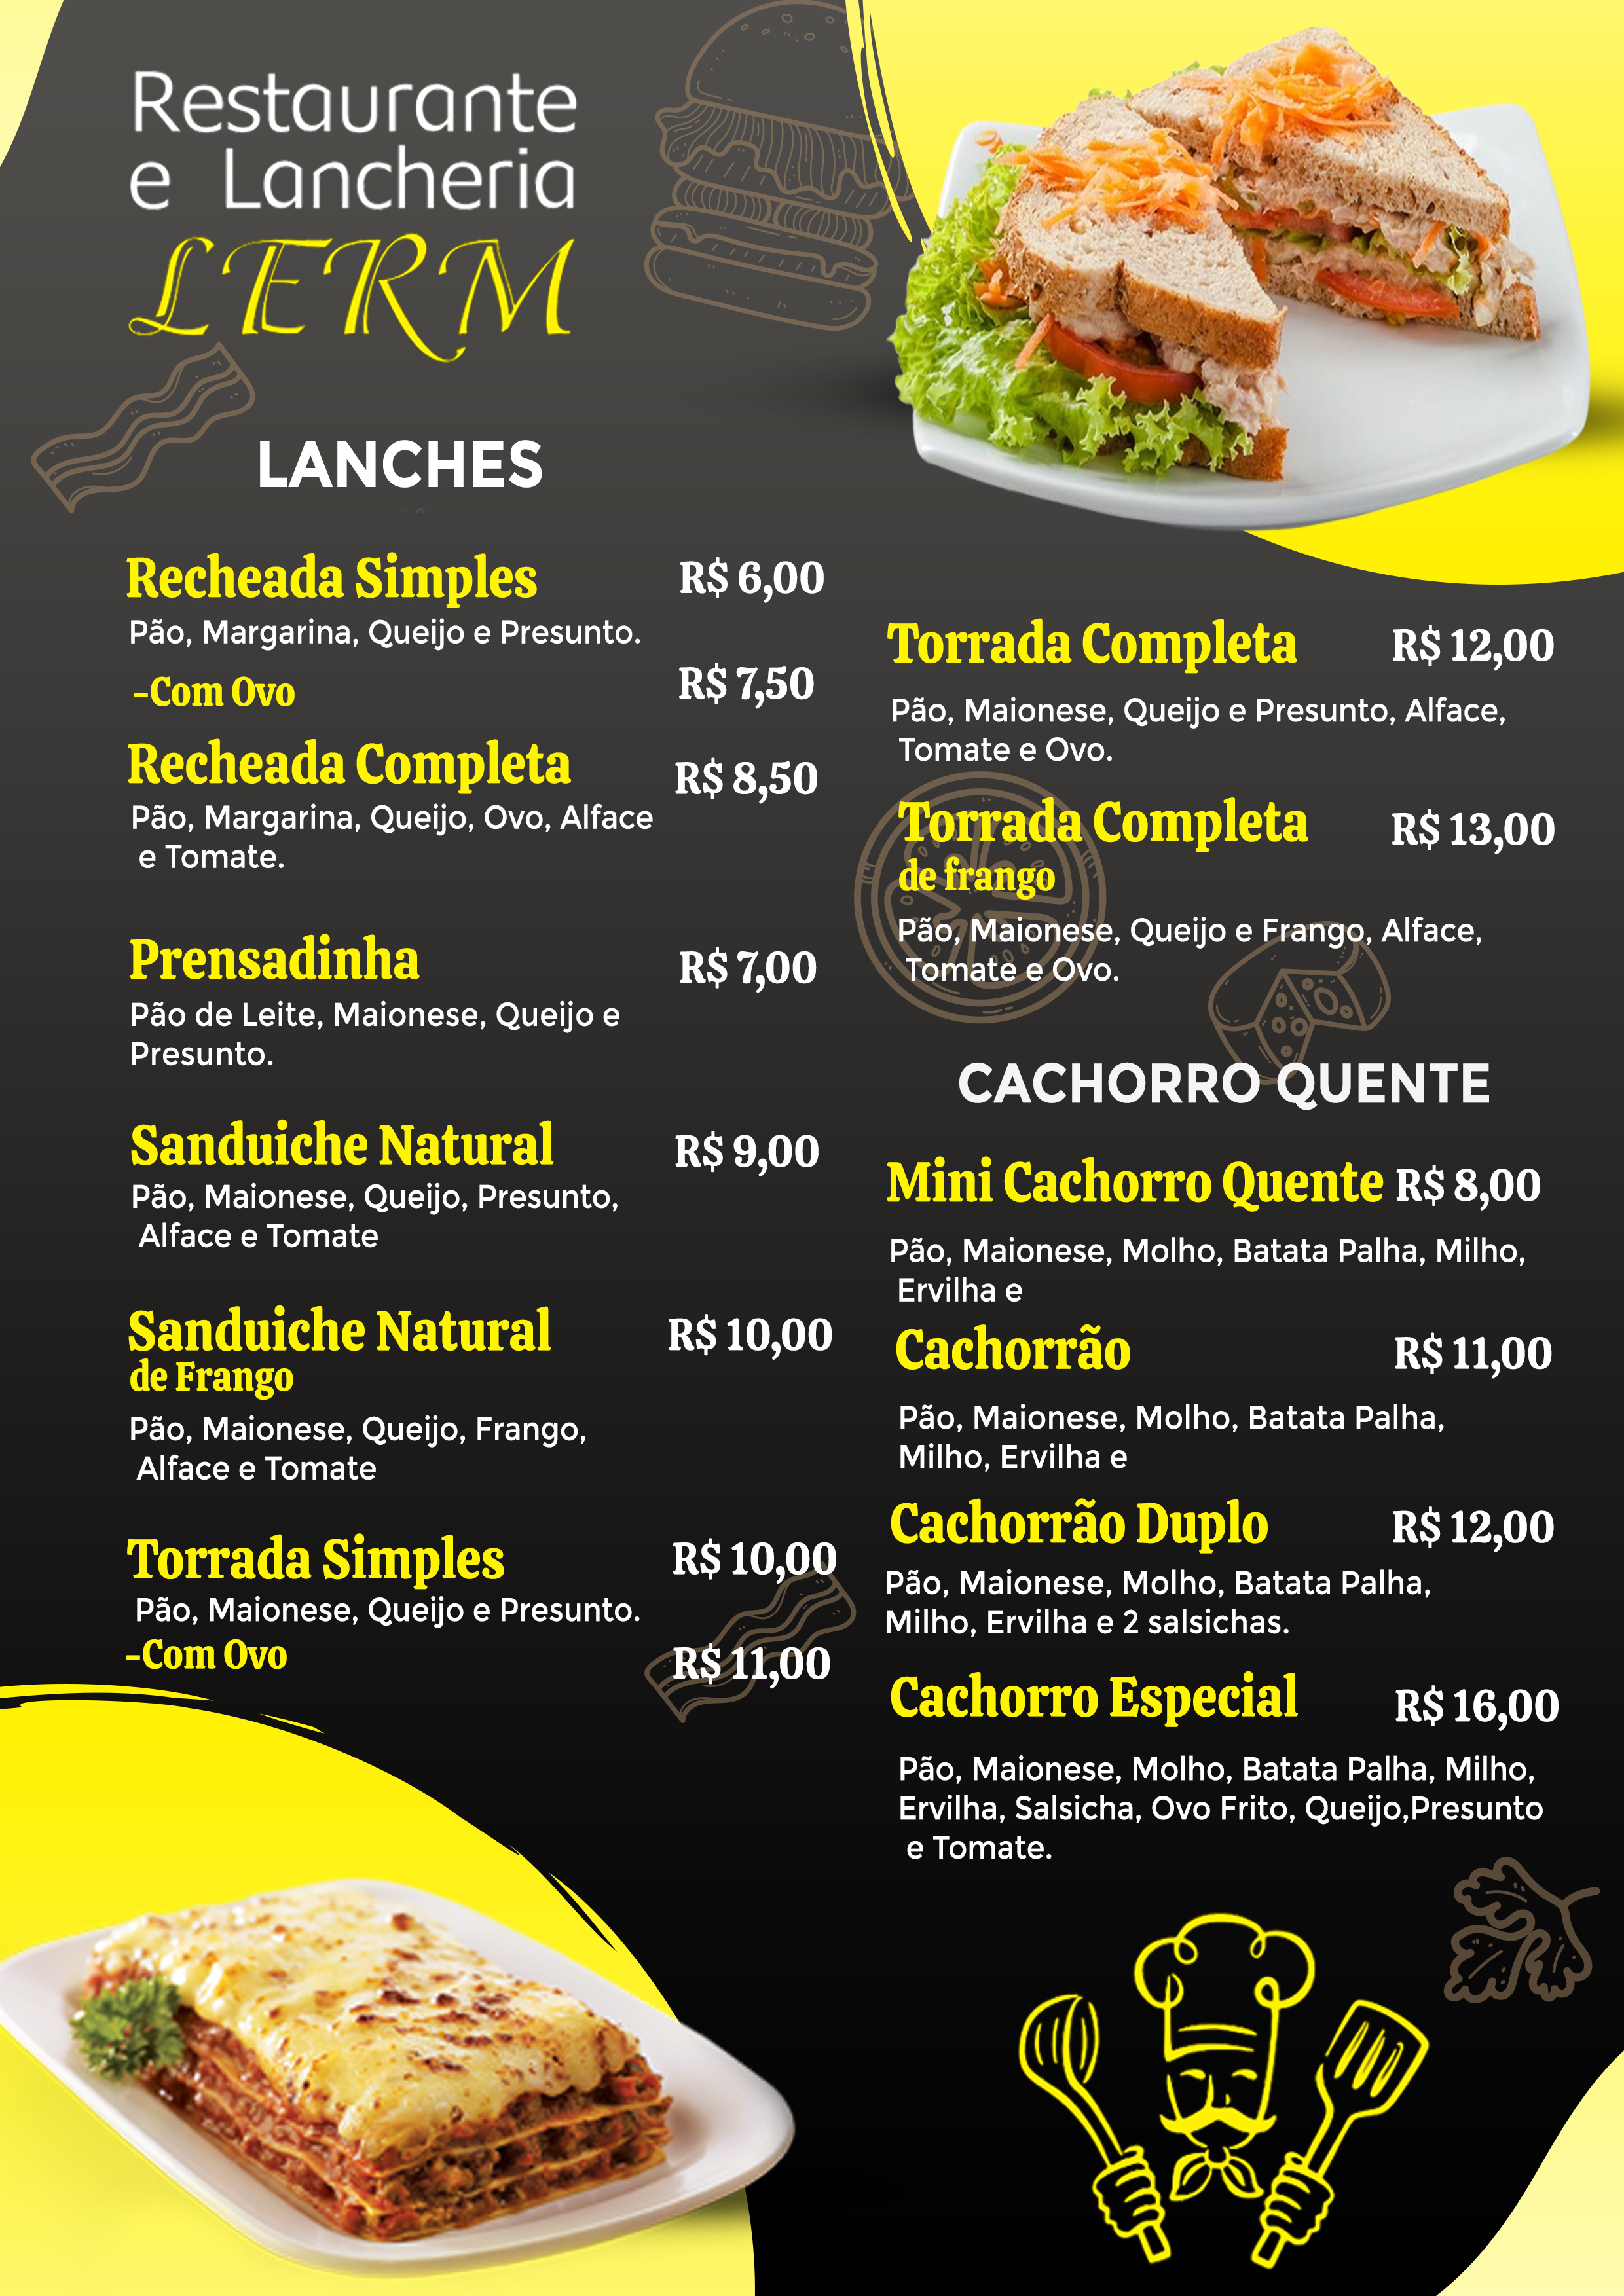 Restaurante
e Lancheria
LERM
LANCHES
Recheada Simples R$ 6,00
Pão, Margarina, Queijo e Presunto.
-Com Ovo R$ 7,50
Recheada Completa R$ 8,50
Pão, Margarina, Queijo, Ovo, Alface
e Tomate.
Prensadinha R$ 7,00
Pão de Leite, Maionese, Queijo e
Presunto.
Sanduiche Natural R$ 9,00
Pão, Maionese, Queijo, Presunto,
Alface e Tomate
Sanduiche Natural R$ 10,00
de Frango
Pão, Maionese, Queijo, Frango,
Alface e Tomate
Torrada Simples R$ 10,00
Pão, Maionese, Queijo e Presunto.
-Com Ovo R$ 11,00
Torrada Completa R$ 12,00
Pão, Maionese, Queijo e Presunto, Alface,
Tomate e Ovo.
Torrada Completa R$ 13,00
de frango
Pão, Maionese, Queijo e Frango, Alface,
Tomate e Ovo.
CACHORRO QUENTE
Mini Cachorro Quente R$ 8,00
Pão, Maionese, Molho, Batata Palha, Milho,
Ervilha e
Cachorrão R$ 11,00
Pão, Maionese, Molho, Batata Palha,
Milho, Ervilha e
Cachorrão Duplo R$ 12,00
Pão, Maionese, Molho, Batata Palha,
Milho, Ervilha e 2 salsichas.
Cachorro Especial R$ 16,00
Pão, Maionese, Molho, Batata Palha, Milho,
Ervilha, Salsicha, Ovo Frito, Queijo,Presunto
e Tomate.